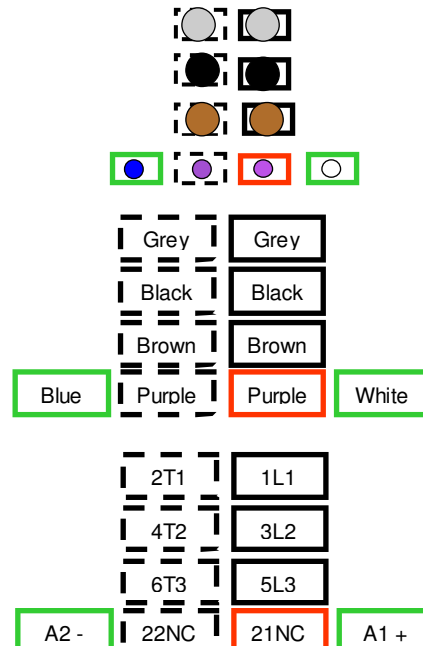 Grey Grey
Black Black
Brown Brown
Blue Purple Purple White
2T1 1L1
4T2 3L2
6T3 5L3
A2 - 22NC 21NC A1 +